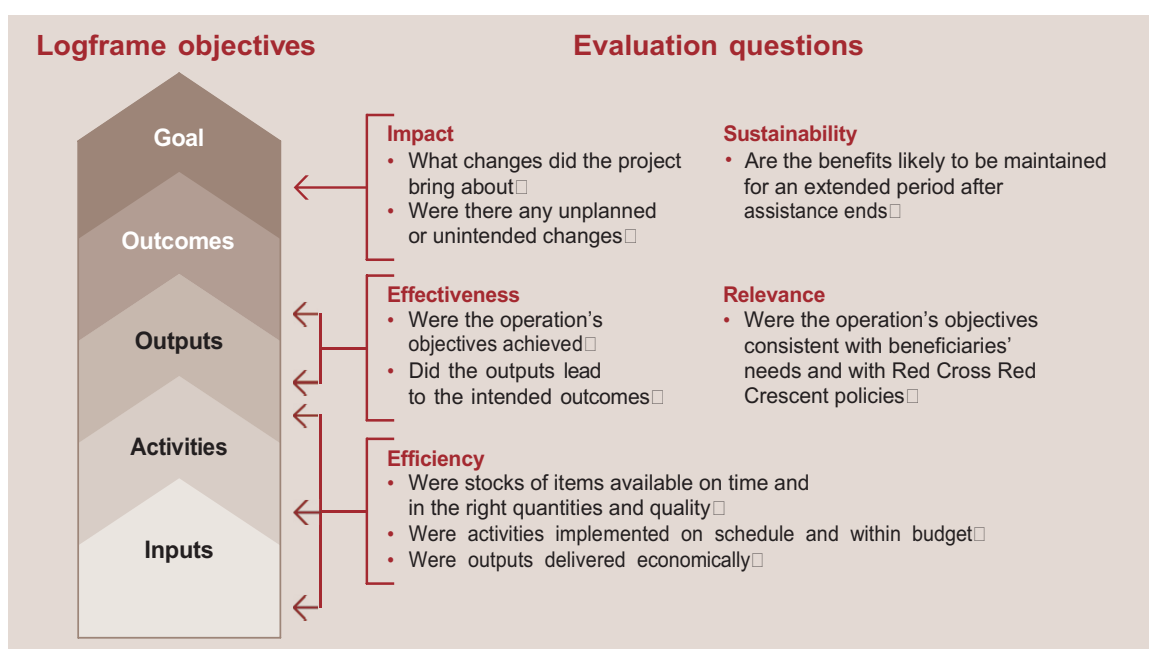 Logframe objectives
Evaluation questions
Goal
Outcomes
Outputs
Activities
Inputs
Impact
• What changes did the project
bring about□
• Were there any unplanned
or unintended changes□
Sustainability
• Are the benefits likely to be maintained
for an extended period after
assistance ends□
Effectiveness
• Were the operation’s
objectives achieved□
• Did the outputs lead
to the intended outcomes□
Relevance
• Were the operation’s objectives
consistent with beneficiaries’
needs and with Red Cross Red
Crescent policies□
Efficiency
• Were stocks of items available on time and
in the right quantities and quality□
• Were activities implemented on schedule and within budget□
• Were outputs delivered economically□